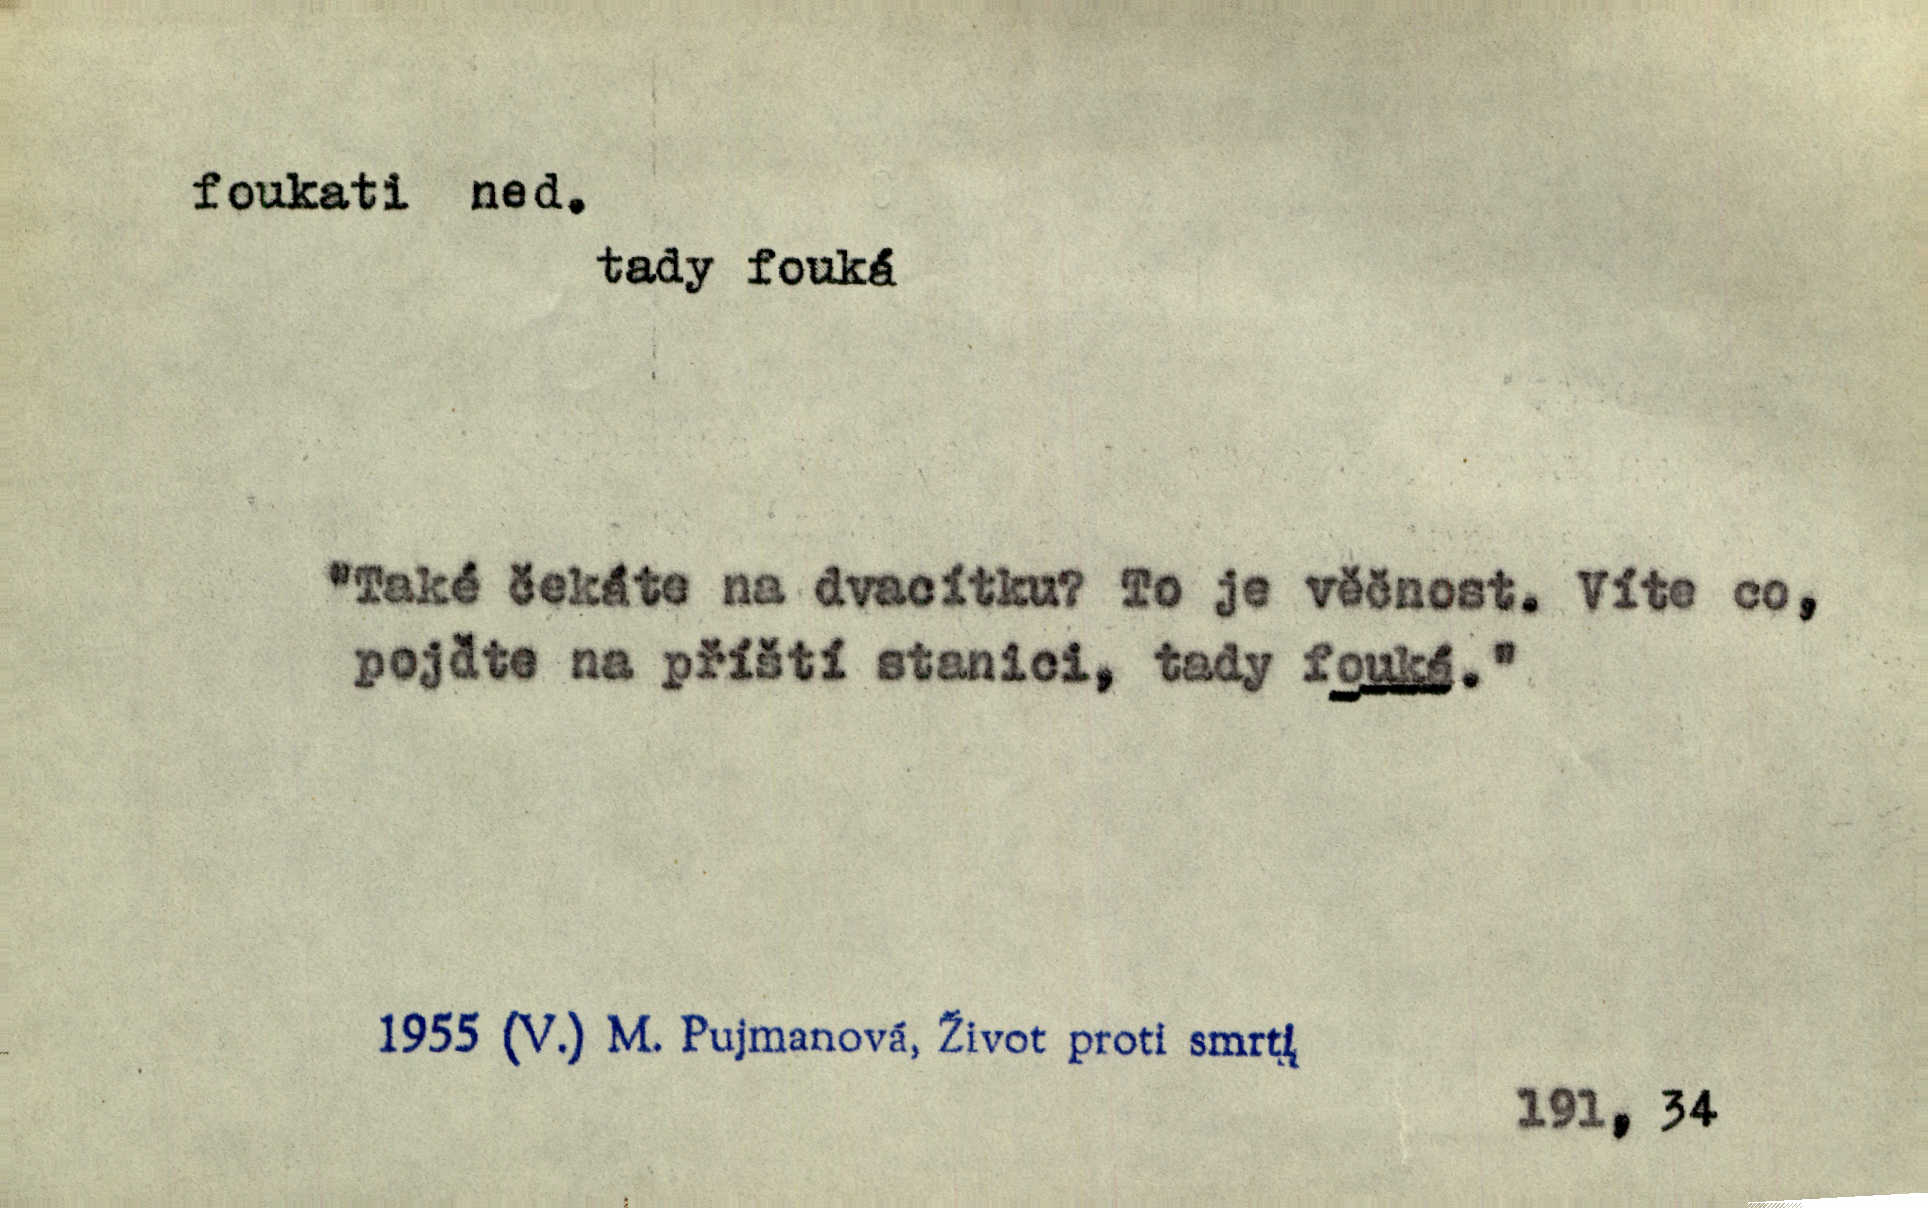 foukati ned.
tady fouká
"Také čekáte na dvacítku? To je věčnost. Víte co,
pojďte na příští stanici, tady fouká."
1955 (V.) M. Pujmanová, Život proti smrti
191, 34